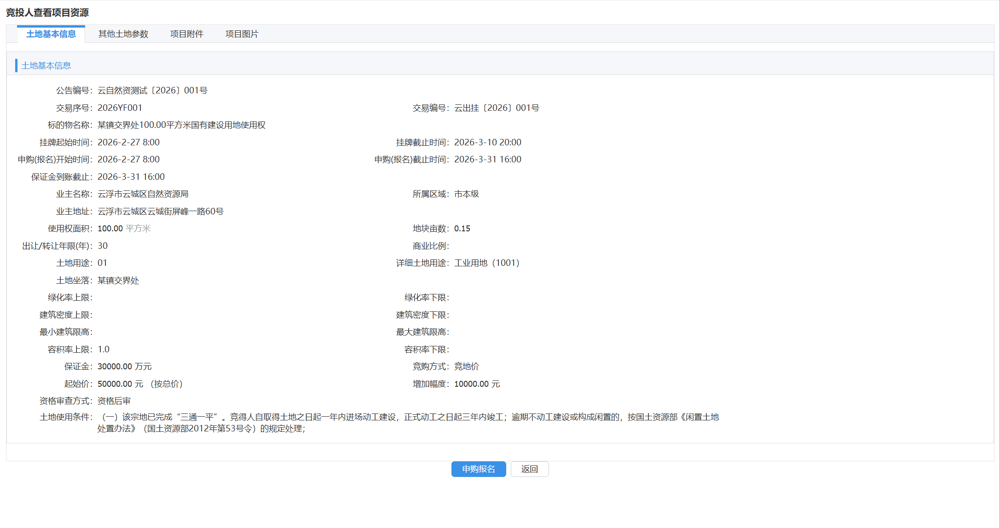 竞投人查看项目资源
土地基本信息 其他土地参数 项目附件 项目图片
土地基本信息
公告编号： 云自然资测试〔2026〕001号
交易序号： 2026YF001 交易编号： 云出挂〔2026〕001号
标的物名称： 某镇交界处100.00平方米国有建设用地使用权
挂牌起始时间： 2026-2-27 8:00 挂牌截止时间： 2026-3-10 20:00
申购(报名)开始时间： 2026-2-27 8:00 申购(报名)截止时间： 2026-3-31 16:00
保证金到账截止： 2026-3-31 16:00
业主名称： 云浮市云城区自然资源局 所属区域： 市本级
业主地址： 云浮市云城区云城街屏峰一路60号
使用权面积： 100.00 平方米 地块亩数： 0.15
出让/转让年限(年)： 30 商业比例：
土地用途： 01 详细土地用途： 工业用地（1001）
土地坐落： 某镇交界处
绿化率上限： 绿化率下限：
建筑密度上限： 建筑密度下限：
最小建筑限高： 最大建筑限高：
容积率上限： 1.0 容积率下限：
保证金： 30000.00 万元 竞购方式： 竞地价
起始价： 50000.00 元 （按总价） 增加幅度： 10000.00 元
资格审查方式： 资格后审
土地使用条件： （一）该宗地已完成“三通一平”。竞得人自取得土地之日起一年内进场动工建设，正式动工之日起三年内竣工；逾期不动工建设或构成闲置的，按国土资源部《闲置土地
处置办法》（国土资源部2012年第53号令）的规定处理；
申购报名 返回